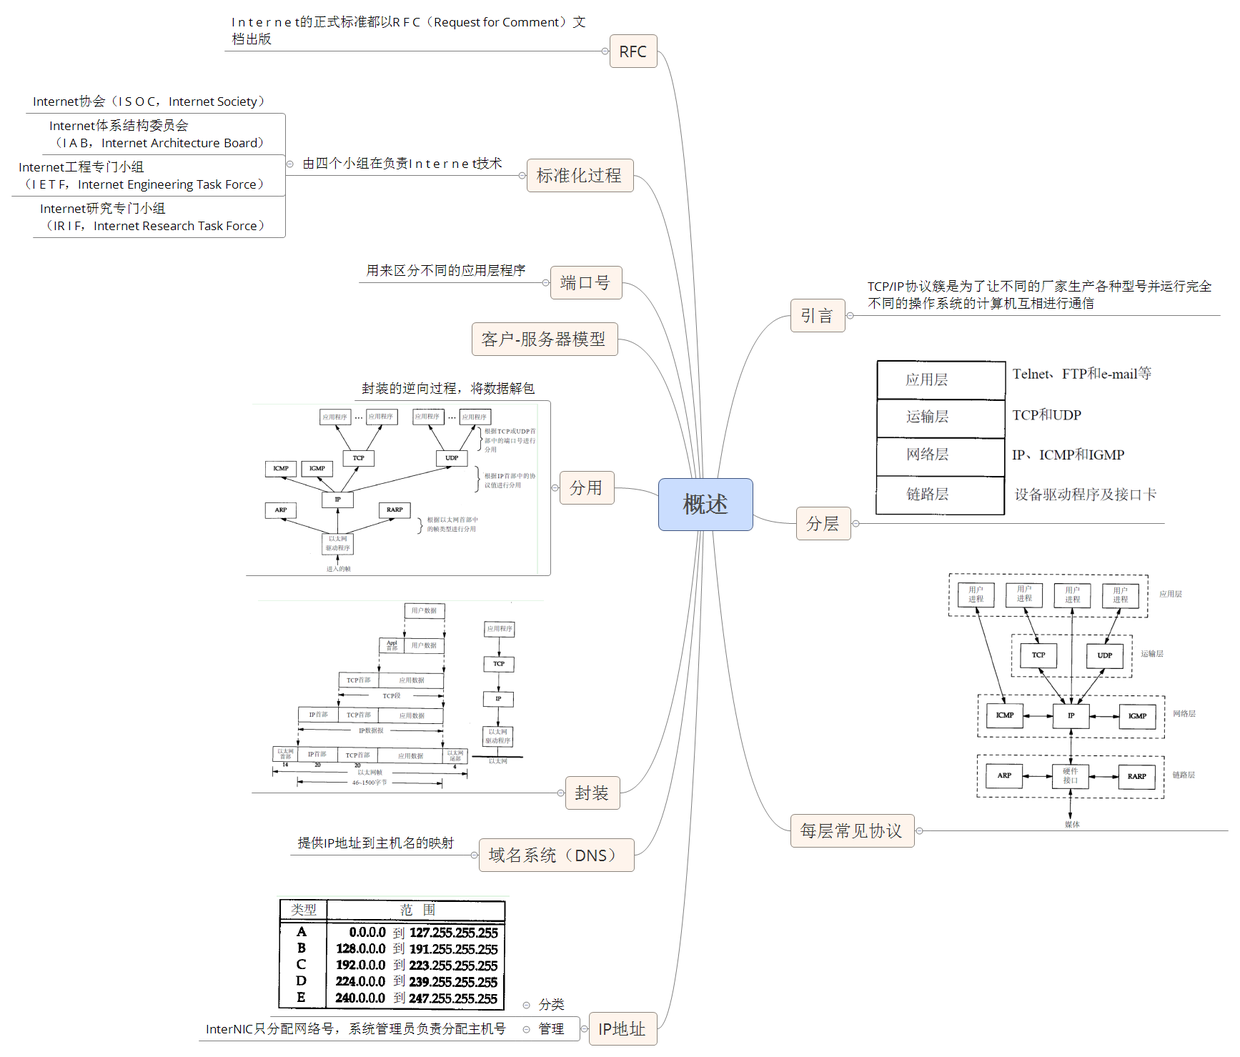 Internet的正式标准都以RFC（Request for Comment）文
档出版
RFC
Internet协会（ISOC，Internet Society）
Internet体系结构委员会
（IAB，Internet Architecture Board）
Internet工程专门小组
（IETF，Internet Engineering Task Force）
Internet研究专门小组
（IRIF，Internet Research Task Force）
由四个小组在负责Internet技术
标准化过程
用来区分不同的应用层程序
端口号
客户-服务器模型
封装的逆向过程，将数据解包
应用程序 … 应用程序 应用程序 … 应用程序
根据TCP或UDP首
部中的端口号进行
分用
TCP UDP
ICMP IGMP
根据IP首部中的协
议值进行分用
IP
ARP RARP
根据以太网首部中
的帧类型进行分用
以太网
驱动程序
进入的帧
分用
用户数据
Appl
首部 用户数据
TCP首部 应用数据
TCP段
IP首部 TCP首部 应用数据
IP数据报
以太网
首部 IP首部 TCP首部 应用数据 以太网
尾部
14 20 20 4
以太网帧
46~1500字节
应用程序
TCP
IP
以太网
驱动程序
以太网
封装
提供IP地址到主机名的映射
域名系统（DNS）
类型 范 围
A 0.0.0.0 到 127.255.255.255
B 128.0.0.0 到 191.255.255.255
C 192.0.0.0 到 223.255.255.255
D 224.0.0.0 到 239.255.255.255
E 240.0.0.0 到 247.255.255.255
分类
InterNIC只分配网络号，系统管理员负责分配主机号
管理
IP地址
概述
TCP/IP协议簇是为了让不同的厂家生产各种型号并运行完全
不同的操作系统的计算机互相进行通信
引言
应用层 Telnet、FTP和e-mail等
运输层 TCP和UDP
网络层 IP、ICMP和IGMP
链路层 设备驱动程序及接口卡
分层
用户
进程
用户
进程
用户
进程
用户
进程
应用层
TCP UDP 运输层
ICMP IP IGMP 网络层
ARP 硬件
接口 RARP 链路层
媒体
每层常见协议